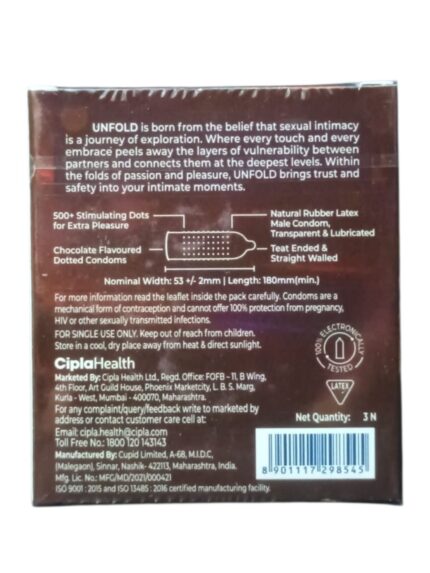 UNFOLD is born from the belief that sexual intimacy
is a journey of exploration. Where every touch and every
embrace peels away the layers of vulnerability between
partners and connects them at the deepest levels. Within
the folds of passion and pleasure, UNFOLD brings trust and
safety into your intimate moments.
500+ Stimulating Dots
for Extra Pleasure
Natural Rubber Latex
Male Condom,
Transparent & Lubricated
Chocolate Flavoured
Dotted Condoms
Teat Ended &
Straight Walled
Nominal Width: 53 +/- 2mm | Length: 180mm(min.)
For more information read the leaflet inside the pack carefully. Condoms are a
mechanical form of contraception and cannot offer 100% protection from pregnancy,
HIV or other sexually transmitted infections.
FOR SINGLE USE ONLY. Keep out of reach from children.
Store in a cool, dry place away from heat & direct sunlight.
100% ELECTRONICALLY
TESTED
CiplaHealth
Marketed By: Cipla Health Ltd., Regd. Office: FOFB - 11, B Wing,
4th Floor, Art Guild House, Phoenix Marketcity, L. B. S. Marg,
Kurla - West, Mumbai - 400070, Maharashtra.
LATEX
For any complaint/query/feedback write to marketed by
address or contact customer care cell at:
Email: cipla.health@cipla.com
Toll Free No.: 1800 120 143143
Net Quantity: 3 N
Manufactured By: Cupid Limited, A-68, M.I.D.C,
(Malegaon), Sinnar, Nashik- 422113, Maharashtra, India.
Mfg. Lic. No.: MFG/MD/2021/000421
ISO 9001 : 2015 and ISO 13485 : 2016 certified manufacturing facility.
8 901117 298545